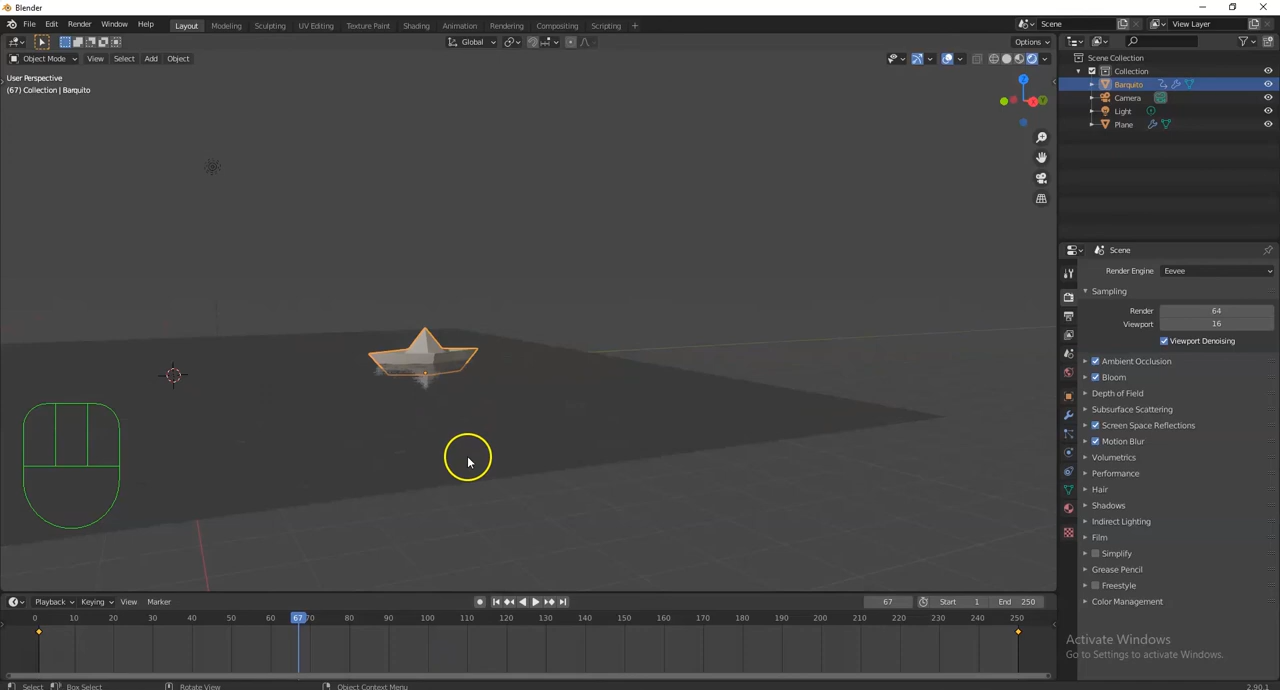 Blender
File Edit Render Window Help Layout Modeling Sculpting UV Editing Texture Paint Shading Animation Rendering Compositing Scripting + Scene View Layer
Global Options
Object Mode View Select Add Object
User Perspective
(67) Collection | Barquito
Z
X
Y
Scene Collection
Collection
Barquito
Camera
Light
Plane
Scene
Render Engine Eevee
Sampling
Render 64
Viewport 16
Viewport Denoising
Ambient Occlusion
Bloom
Depth of Field
Subsurface Scattering
Screen Space Reflections
Motion Blur
Volumetrics
Performance
Hair
Shadows
Indirect Lighting
Film
Simplify
Grease Pencil
Freestyle
Color Management
Playback Keying View Marker 67 Start 1 End 250
0 10 20 30 40 50 60 67 70 80 90 100 110 120 130 140 150 160 170 180 190 200 210 220 230 240 250
Activate Windows
Go to Settings to activate Windows.
Select Box Select Rotate View Object Context Menu 2.90.1